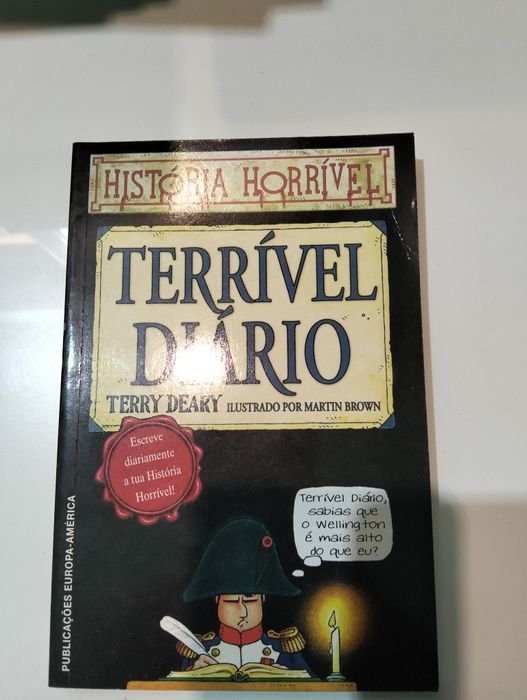 HISTÓRIA HORRÍVEL
TERRÍVEL
DIÁRIO
TERRY DEARY ILUSTRADO POR MARTIN BROWN
Escreve
diariamente
a tua História
Horrível!
Terrível Diário,
sabias que
o Wellington
é mais alto
do que eu?
PUBLICAÇÕES EUROPA-AMÉRICA